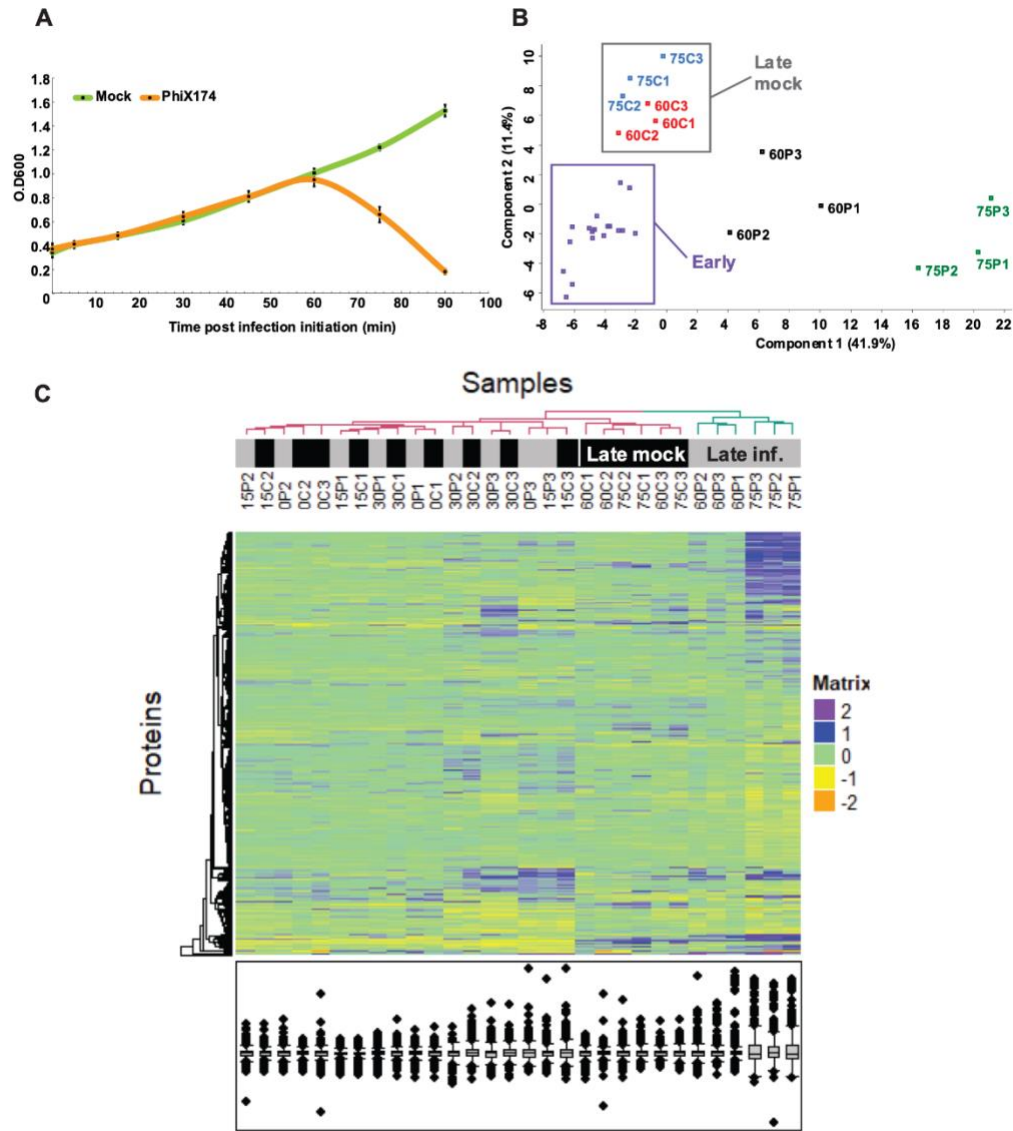 A
1.8
1.6
1.4
1.2
1.0
0.8
0.6
0.4
0.2
0.0
O.D600
Mock
PhiX174
0 10 20 30 40 50 60 70 80 90 100
Time post infection initiation (min)
B
10
8
6
4
2
0
-2
-4
-6
Component 2 (11.4%)
75C3
75C1
75C2
60C3
60C1
60C2
Late
mock
60P3
60P1
60P2
75P3
75P1
75P2
Early
-8 -6 -4 -2 0 2 4 6 8 10 12 14 16 18 20 22
Component 1 (41.9%)
C
Samples
Late mock
Late inf.
15P2 15C2 0P2 0C2 0C3 15P1 15C1 30P1 30C1 0P1 0C1 30P2 30C2 30P3 30C3 0P3 15P3 15C3 60C1 60C2 75C2 75C1 60C3 75C3 60P2 60P3 60P1 75P3 75P2 75P1
Proteins
Matrix
2
1
0
-1
-2